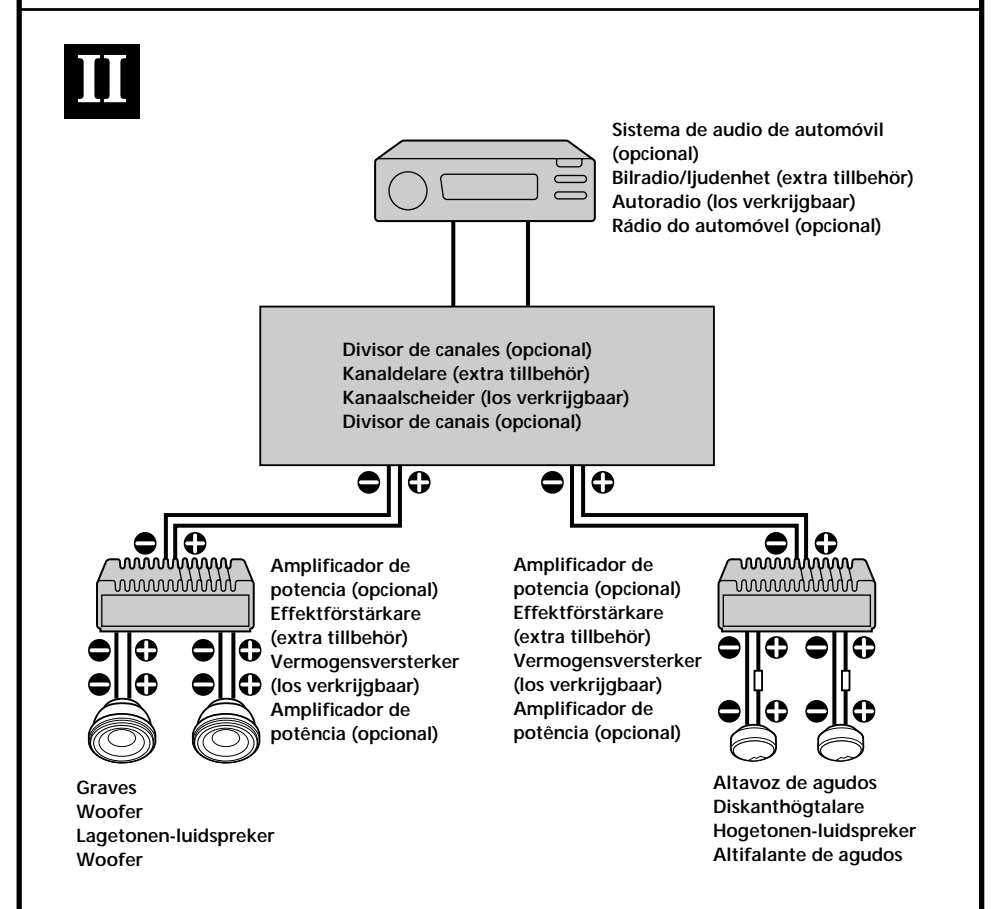 II
Sistema de audio de automóvil
(opcional)
Bilradio/ljudenhet (extra tillbehör)
Autoradio (los verkrijgbaar)
Rádio do automóvel (opcional)
Divisor de canales (opcional)
Kanaldelare (extra tillbehör)
Kanaalscheider (los verkrijgbaar)
Divisor de canais (opcional)
Amplificador de
potencia (opcional)
Effektförstärkare
(extra tillbehör)
Vermogensversterker
(los verkrijgbaar)
Amplificador de
potência (opcional)
Amplificador de
potencia (opcional)
Effektförstärkare
(extra tillbehör)
Vermogensversterker
(los verkrijgbaar)
Amplificador de
potência (opcional)
Graves
Woofer
Lagetonen-luidspreker
Woofer
Altavoz de agudos
Diskanthögtalare
Hogetonen-luidspreker
Altifalante de agudos